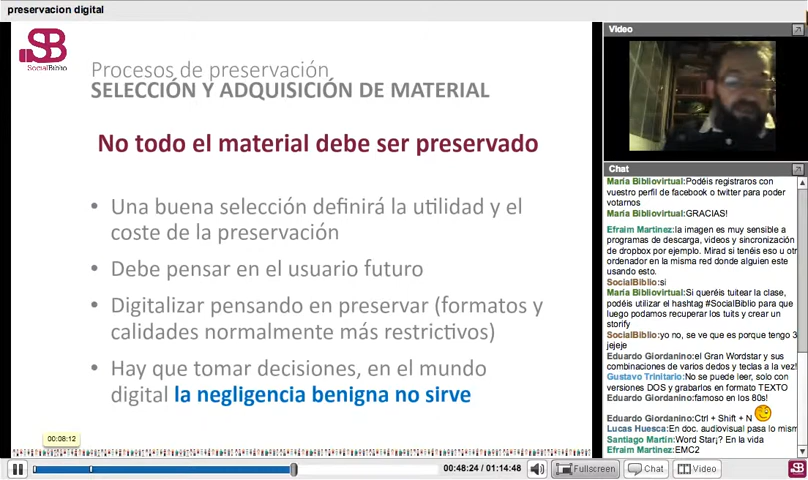 preservacion digital
SB
SocialBiblio
Procesos de preservación
SELECCIÓN Y ADQUISICIÓN DE MATERIAL
No todo el material debe ser preservado
• Una buena selección definirá la utilidad y el
coste de la preservación
• Debe pensar en el usuario futuro
• Digitalizar pensando en preservar (formatos y
calidades normalmente más restrictivos)
• Hay que tomar decisiones, en el mundo
digital la negligencia benigna no sirve
00:08:12
00:48:24 / 01:14:48
Fullscreen
Chat
Video
SB
Video
Chat
María Bibliovirtual:Podéis registraros con
vuestro perfil de facebook o twitter para poder
votarnos
María Bibliovirtual:GRACIAS!
Efraim Martinez:la imagen es muy sensible a
programas de descarga, videos y sincronización
de dropbox por ejemplo. Mirad si tenéis eso u otr
ordenador en la misma red donde alguien este
usando esto.
SocialBiblio:si
María Bibliovirtual:Si queréis tuitear la clase,
podéis utilizar el hashtag #SocialBiblio para que
luego podamos recuperar los tuits y crear un
storify
SocialBiblio:yo no, se ve que es porque tengo 3
jejeje
Eduardo Giordanino:el Gran Wordstar y sus
combinaciones de varios dedos y teclas a la vez!
Gustavo Trinitario:No se puede leer, solo con
versiones DOS y grabarlos en formato TEXTO
Eduardo Giordanino:famoso en los 80s!
Eduardo Giordanino:Ctrl + Shift + N
Lucas Huesca:En doc. audiovisual pasa lo mism
Santiago Martín:Word Star¡? En la vida
Efraim Martinez:EMC2